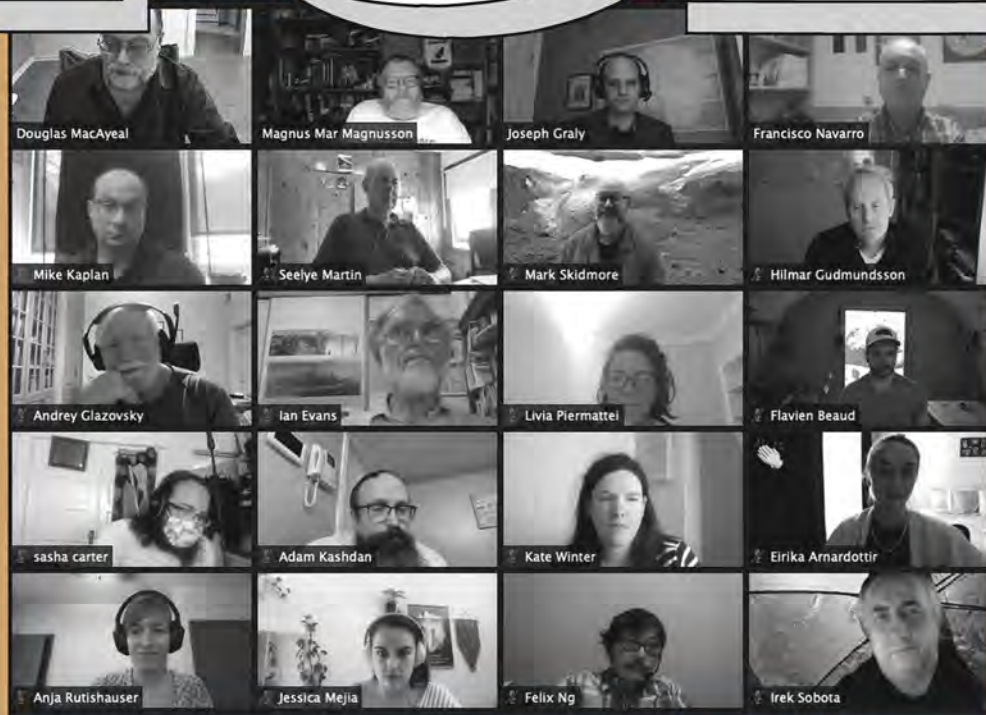 Douglas MacAyeal
Magnus Mar Magnusson
Joseph Graly
Francisco Navarro
Mike Kaplan
Seelye Martin
Mark Skidmore
Hilmar Gudmundsson
Andrey Glazovsky
Ian Evans
Livia Piermattei
Flavien Beaud
sasha carter
Adam Kashdan
Kate Winter
Eirika Arnardottir
Anja Rutishauser
Jessica Mejia
Felix Ng
Irek Sobota